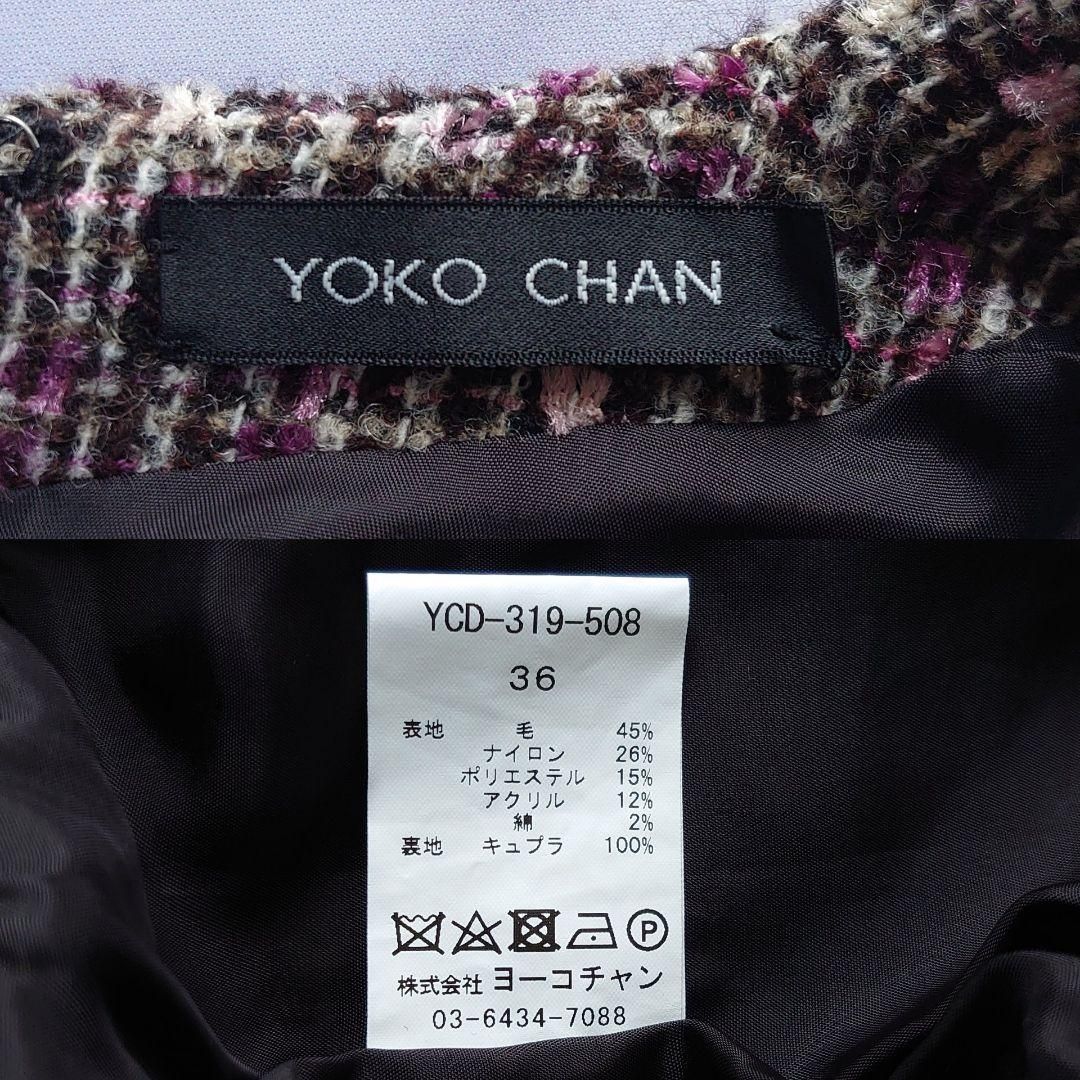 YOKO CHAN
YCD-319-508
36
表地 毛 45%
ナイロン 26%
ポリエステル 15%
アクリル 12%
綿 2%
裏地 キュプラ 100%
P
株式会社 ヨーコチャン
03-6434-7088